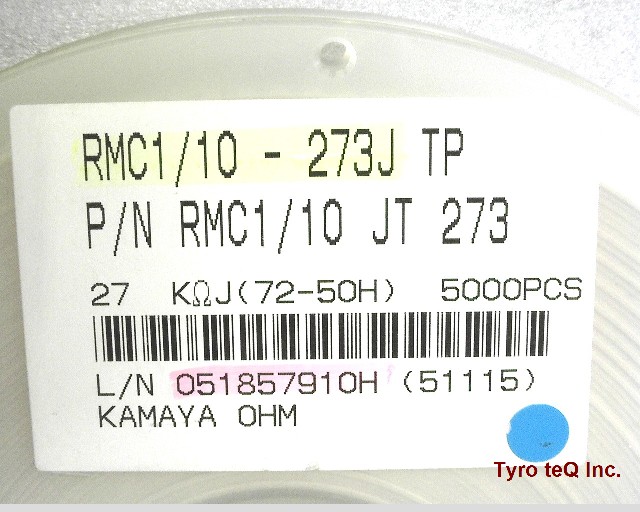 RMC1/10 - 273J TP
P/N RMC1/10 JT 273
27 KΩJ(72-50H) 5000PCS
L/N 051857910H (51115)
KAMAYA OHM
Tyro teQ Inc.